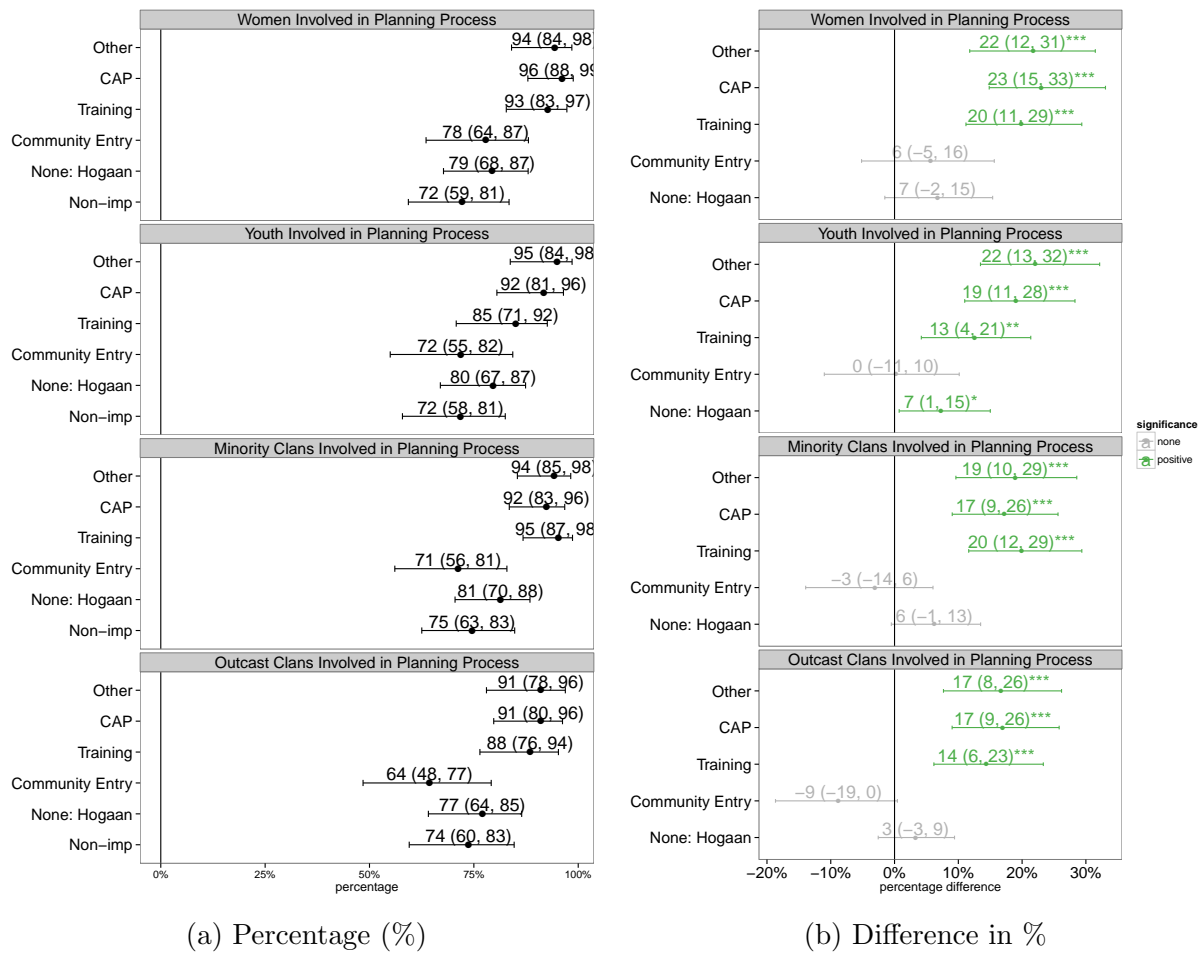 Women Involved in Planning Process
Other 94 (84, 98)
CAP 96 (88, 99
Training 93 (83, 97)
Community Entry 78 (64, 87)
None: Hogaan 79 (68, 87)
Non−imp 72 (59, 81)
Youth Involved in Planning Process
Other 95 (84, 98
CAP 92 (81, 96)
Training 85 (71, 92)
Community Entry 72 (55, 82)
None: Hogaan 80 (67, 87)
Non−imp 72 (58, 81)
Minority Clans Involved in Planning Process
Other 94 (85, 98)
CAP 92 (83, 96)
Training 95 (87, 98
Community Entry 71 (56, 81)
None: Hogaan 81 (70, 88)
Non−imp 75 (63, 83)
Outcast Clans Involved in Planning Process
Other 91 (78, 96)
CAP 91 (80, 96)
Training 88 (76, 94)
Community Entry 64 (48, 77)
None: Hogaan 77 (64, 85)
Non−imp 74 (60, 83)
0% 25% 50% 75% 100%
percentage
(a) Percentage (%)
Women Involved in Planning Process
Other 22 (12, 31)***
CAP 23 (15, 33)***
Training 20 (11, 29)***
Community Entry 6 (−5, 16)
None: Hogaan 7 (−2, 15)
Youth Involved in Planning Process
Other 22 (13, 32)***
CAP 19 (11, 28)***
Training 13 (4, 21)**
Community Entry 0 (−11, 10)
None: Hogaan 7 (1, 15)*
Minority Clans Involved in Planning Process
Other 19 (10, 29)***
CAP 17 (9, 26)***
Training 20 (12, 29)***
Community Entry −3 (−14, 6)
None: Hogaan 6 (−1, 13)
Outcast Clans Involved in Planning Process
Other 17 (8, 26)***
CAP 17 (9, 26)***
Training 14 (6, 23)***
Community Entry −9 (−19, 0)
None: Hogaan 3 (−3, 9)
−20% −10% 0% 10% 20% 30%
percentage difference
significance
a none
a positive
(b) Difference in %